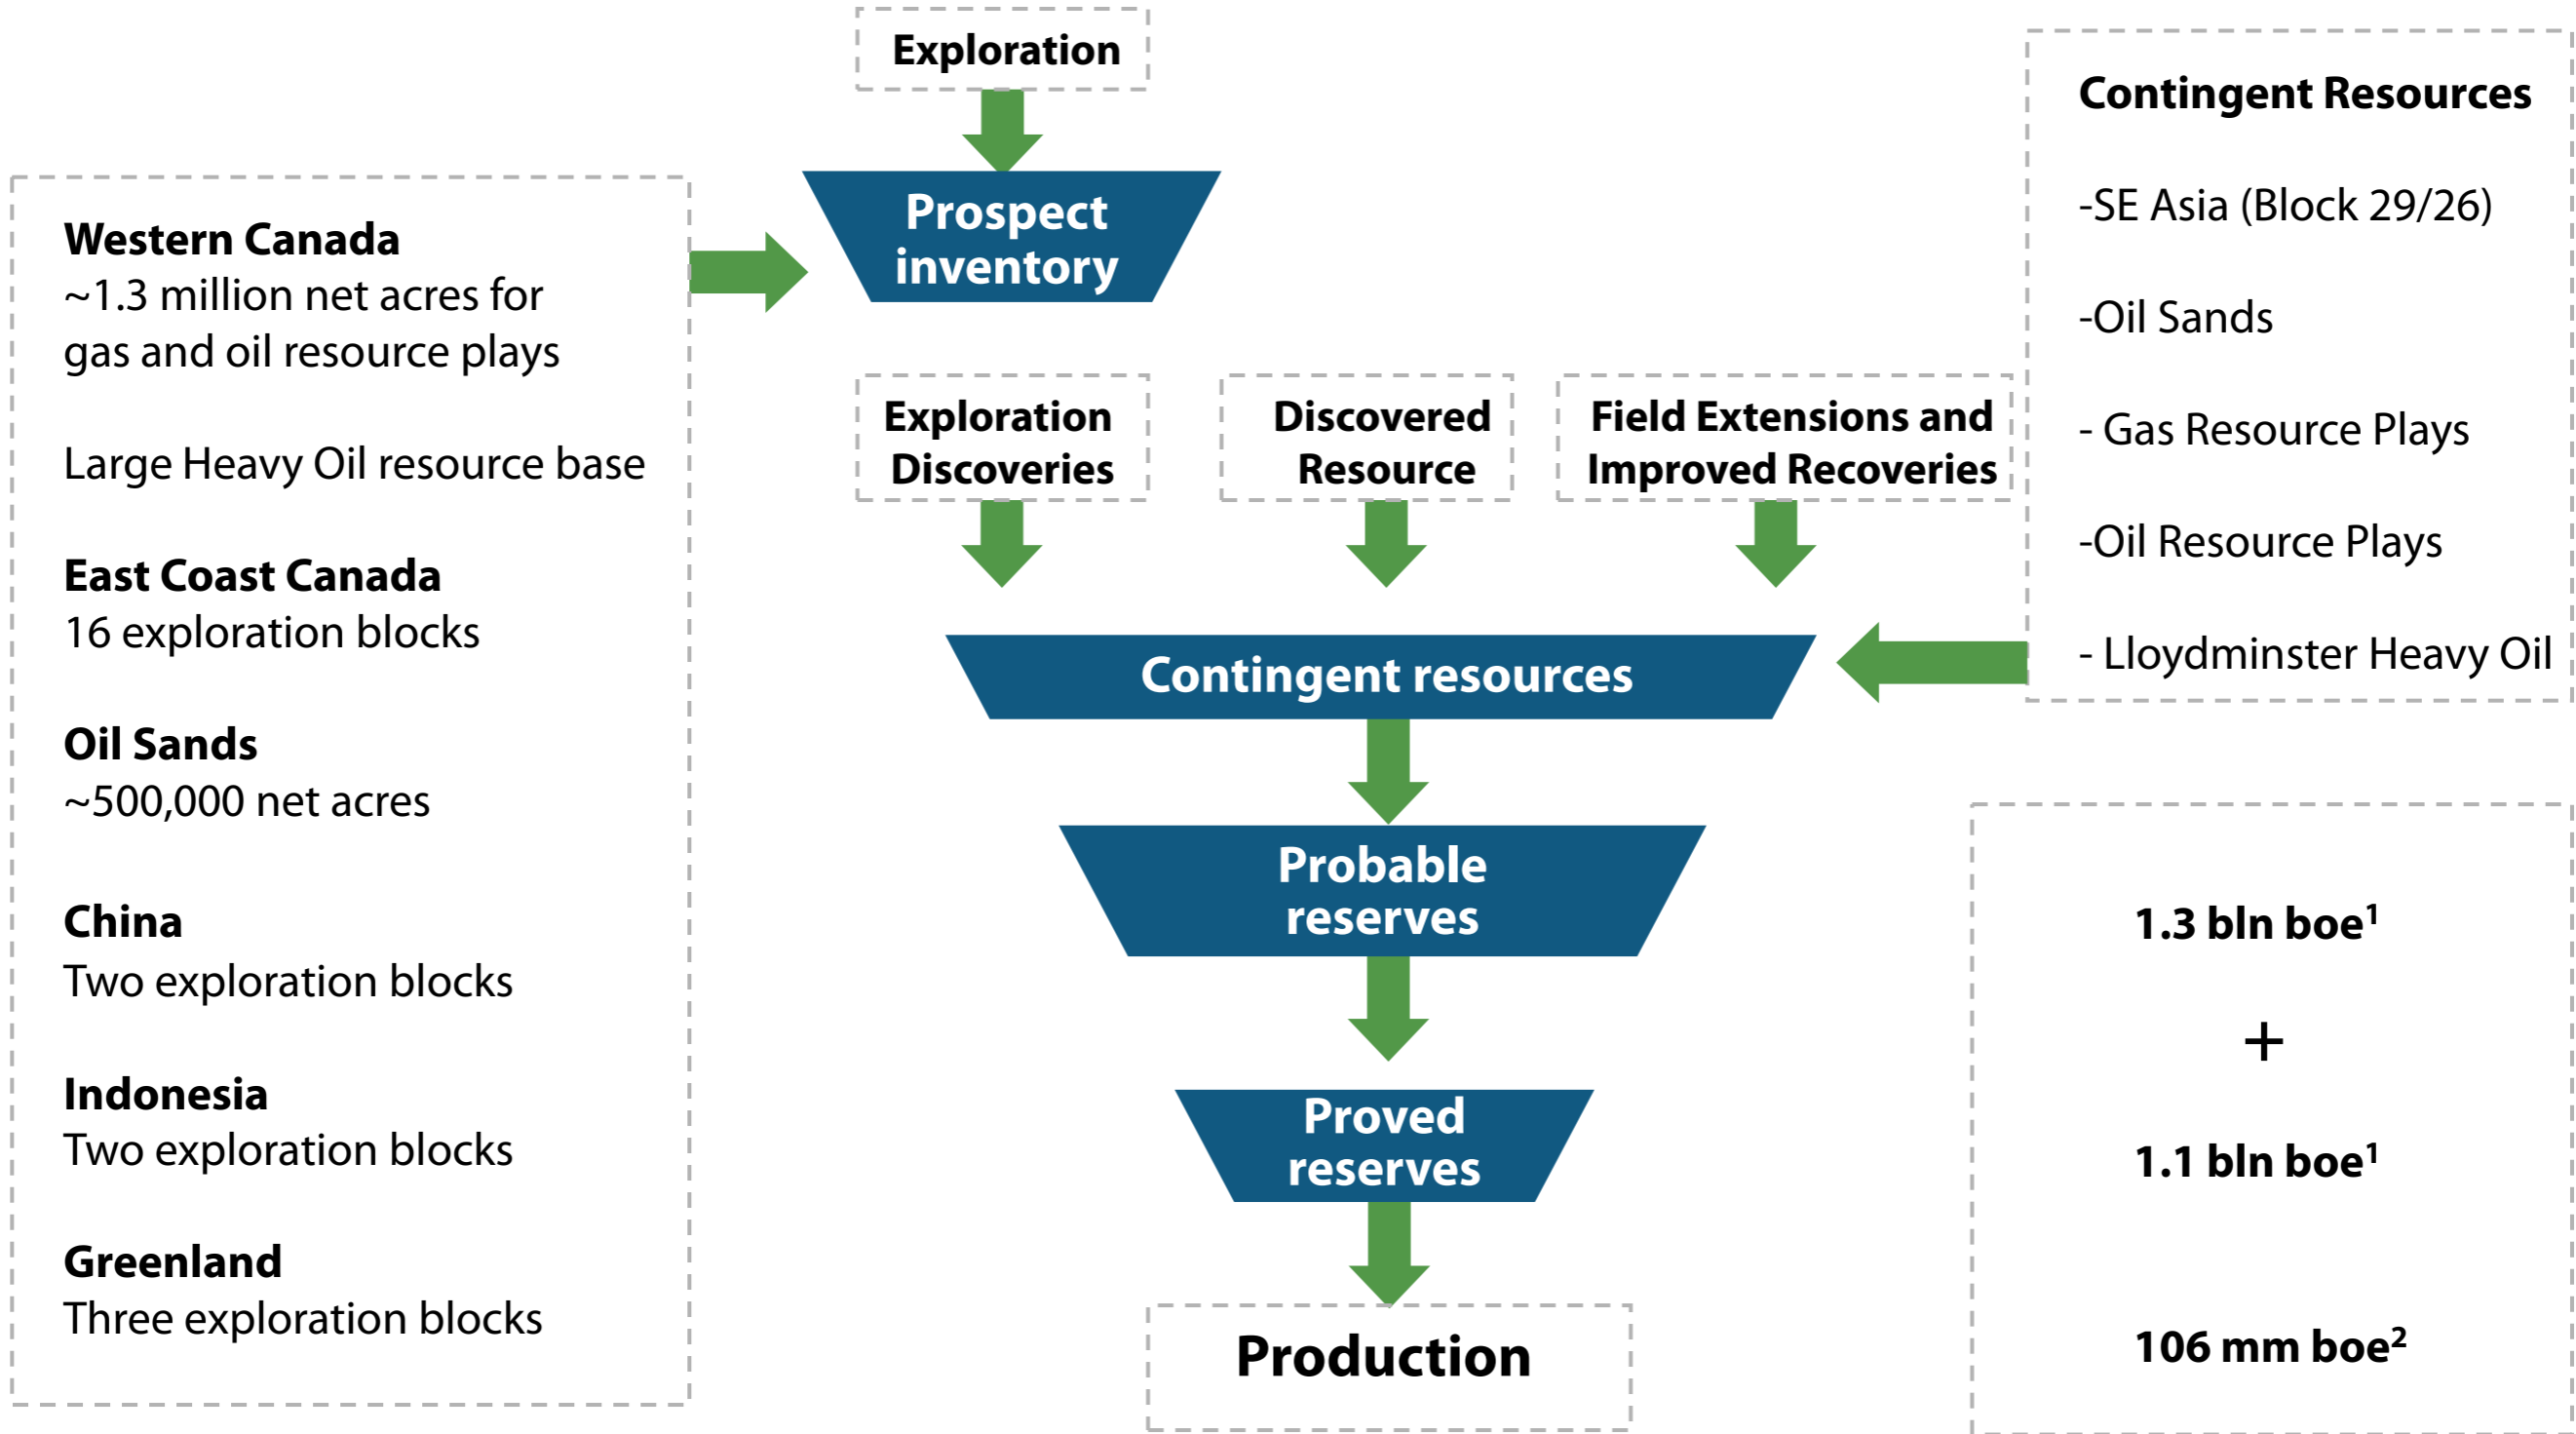 Exploration
Prospect
inventory
Western Canada
~1.3 million net acres for
gas and oil resource plays
Large Heavy Oil resource base
East Coast Canada
16 exploration blocks
Oil Sands
~500,000 net acres
China
Two exploration blocks
Indonesia
Two exploration blocks
Greenland
Three exploration blocks
Exploration
Discoveries
Discovered
Resource
Field Extensions and
Improved Recoveries
Contingent Resources
-SE Asia (Block 29/26)
-Oil Sands
- Gas Resource Plays
-Oil Resource Plays
- Lloydminster Heavy Oil
Contingent resources
Probable
reserves
Proved
reserves
Production
1.3 bln boe¹
+
1.1 bln boe¹
106 mm boe²